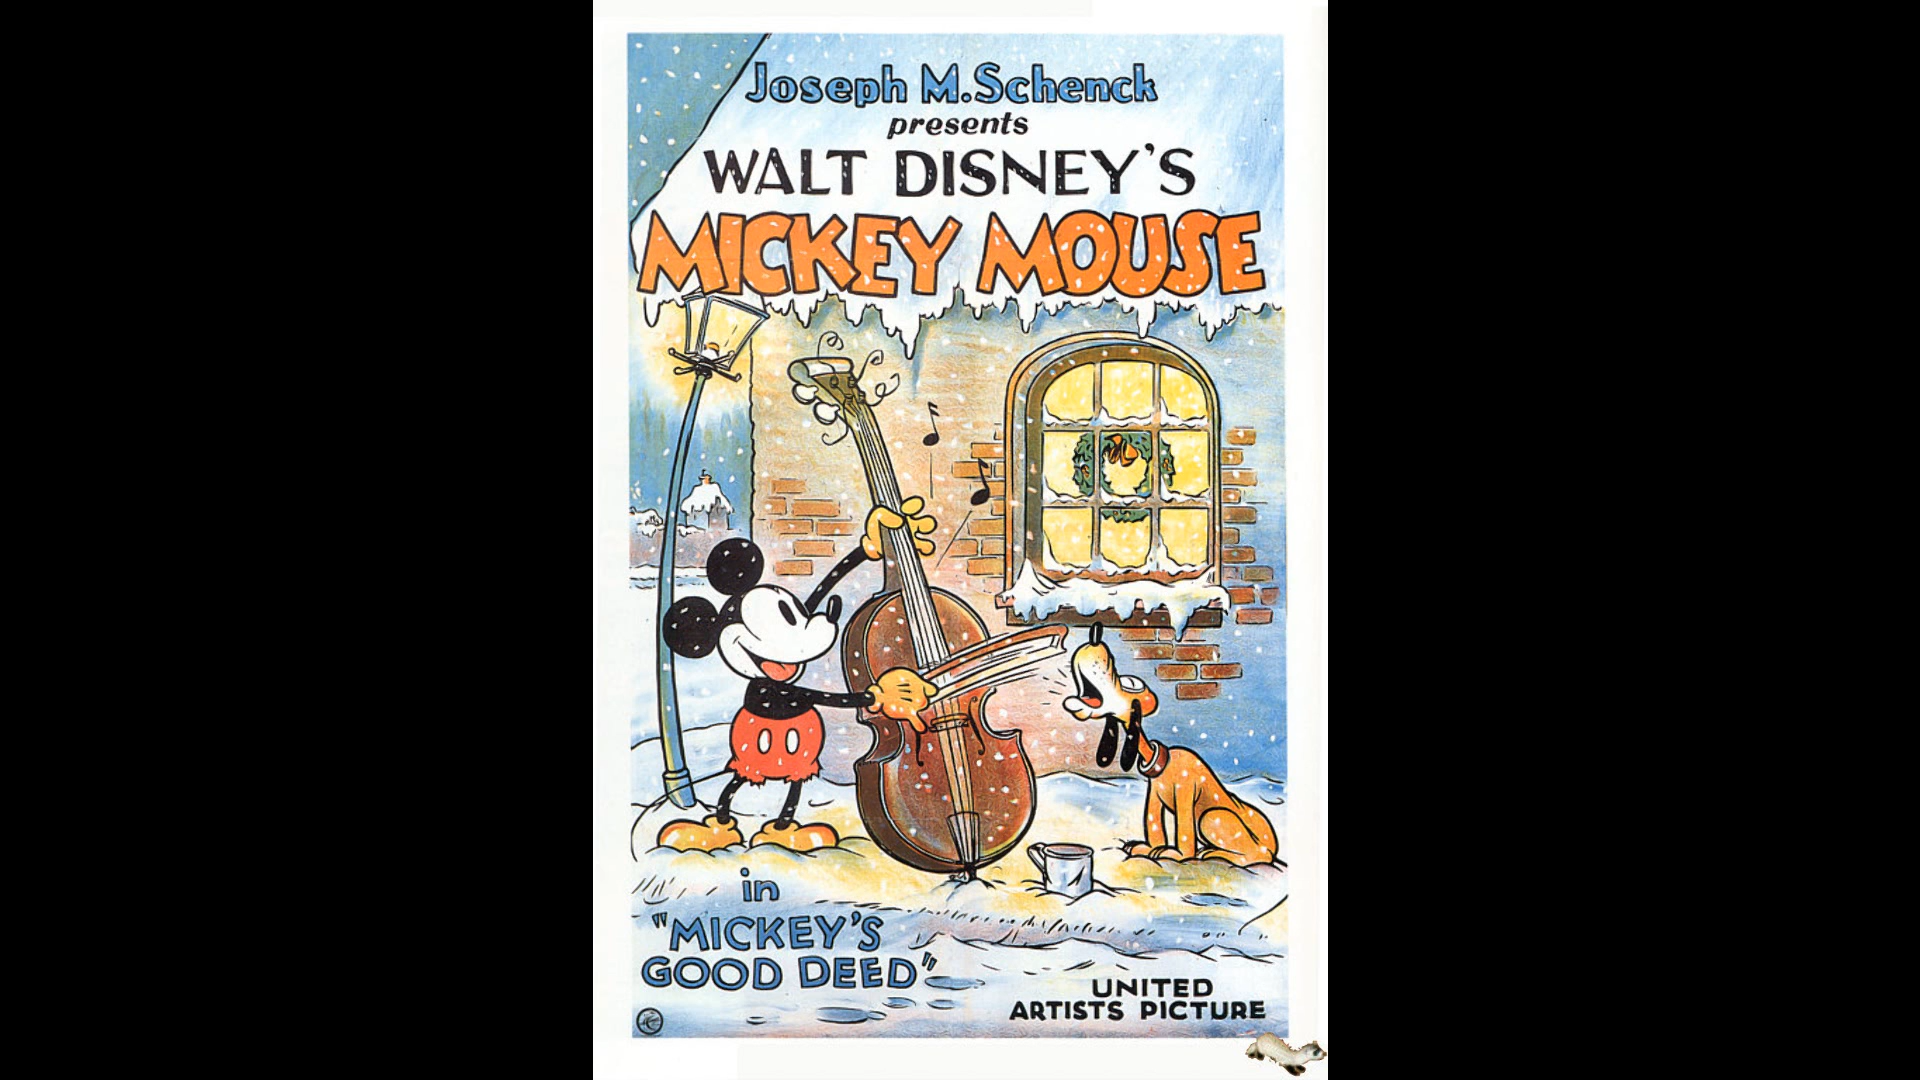 Joseph M. Schenck
presents
WALT DISNEY'S
MICKEY MOUSE
in
"MICKEY'S
GOOD DEED"
UNITED
ARTISTS PICTURE